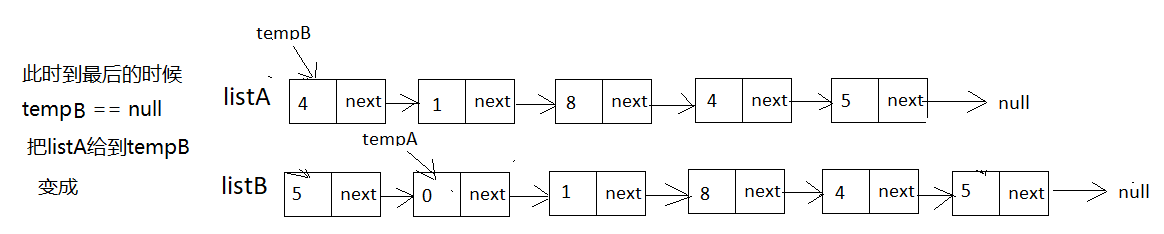 此时到最后的时候
tempB == null
把listA给到tempB
变成
tempB
listA 4 next 1 next 8 next 4 next 5 next null
tempA
listB 5 next 0 next 1 next 8 next 4 next 5 next null